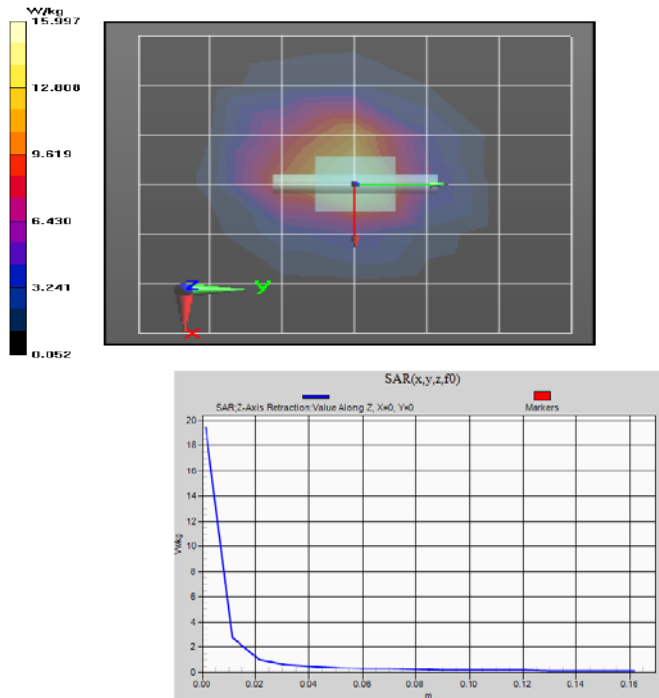 W/kg
15.997
12.808
9.619
6.430
3.241
0.052
Z
y
X
SAR(x,y,z,f0)
SAR;Z-Axis Retraction:Value Along Z, X=0, Y=0 Markers
20
18
16
14
12
10
8
6
4
2
0
W/kg
0.00 0.02 0.04 0.06 0.08 0.10 0.12 0.14 0.16
m